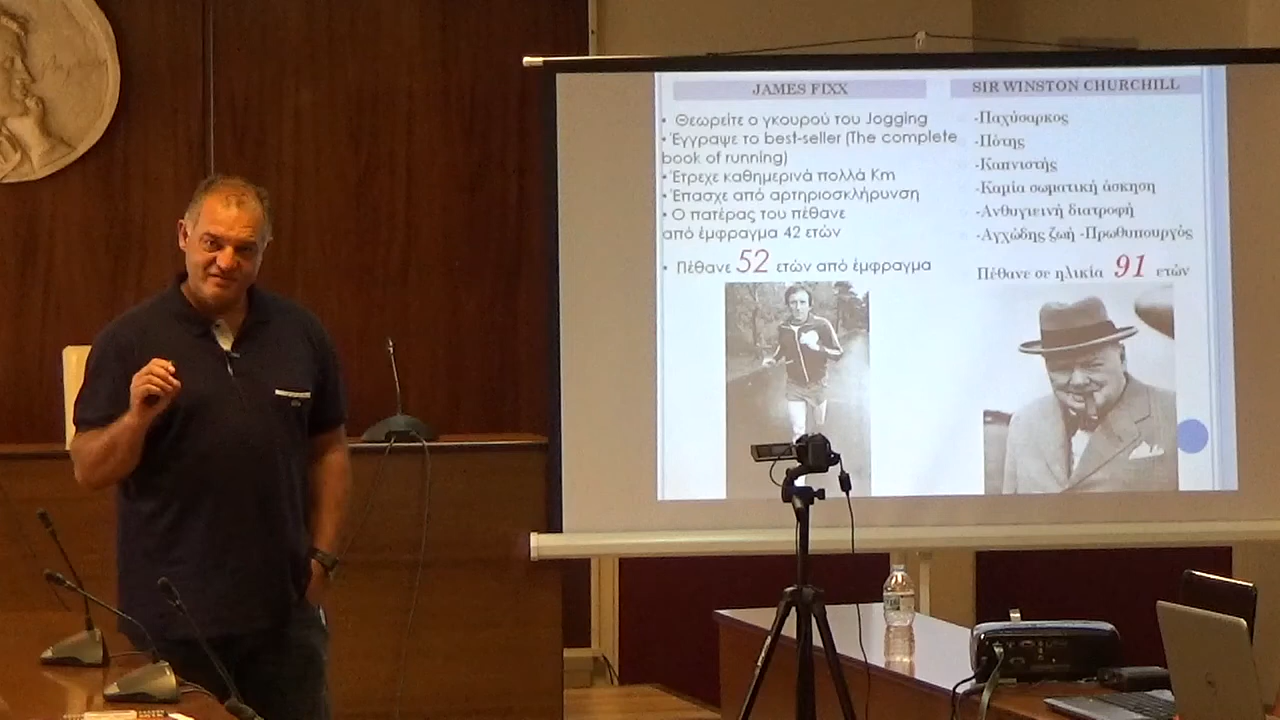 JAMES FIXX
• Θεωρείτε ο γκουρού του Jogging
• Έγγραψε το best-seller (The complete
book of running)
• Έτρεχε καθημερινά πολλά Km
• Έπασχε από αρτηριοσκλήρυνση
• Ο πατέρας του πέθανε
από έμφραγμα 42 ετών
• Πέθανε 52 ετών από έμφραγμα
SIR WINSTON CHURCHILL
-Παχύσαρκος
-Πότης
-Καπνιστής
-Καμία σωματική άσκηση
-Ανθυγιεινή διατροφή
-Αγχώδης ζωή -Πρωθυπουργός
Πέθανε σε ηλικία 91 ετών